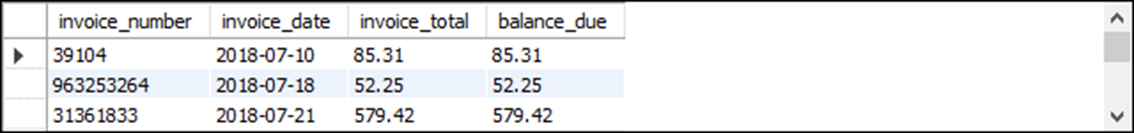 invoice_number invoice_date invoice_total balance_due
39104 2018-07-10 85.31 85.31
963253264 2018-07-18 52.25 52.25
31361833 2018-07-21 579.42 579.42